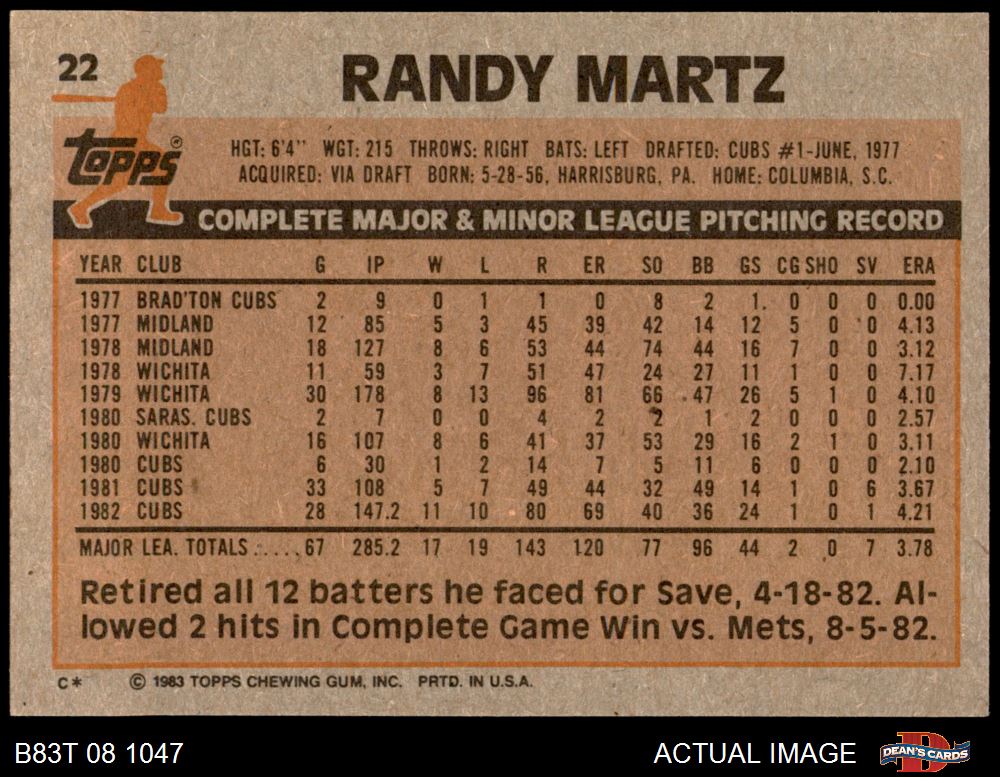 22
RANDY MARTZ
Topps®
HGT: 6'4" WGT: 215 THROWS: RIGHT BATS: LEFT DRAFTED: CUBS #1-JUNE, 1977
ACQUIRED: VIA DRAFT BORN: 5-28-56, HARRISBURG, PA. HOME: COLUMBIA, S.C.
COMPLETE MAJOR & MINOR LEAGUE PITCHING RECORD
YEAR CLUB G IP W L R ER SO BB GS CG SHO SV ERA
1977 BRAD'TON CUBS 2 9 0 1 1 0 8 2 1 0 0 0 0.00
1977 MIDLAND 12 85 5 3 45 39 42 14 12 5 0 0 4.13
1978 MIDLAND 18 127 8 6 53 44 74 44 16 7 0 0 3.12
1978 WICHITA 11 59 3 7 51 47 24 27 11 1 0 0 7.17
1979 WICHITA 30 178 8 13 96 81 66 47 26 5 1 0 4.10
1980 SARAS. CUBS 2 7 0 0 4 2 2 1 2 0 0 0 2.57
1980 WICHITA 16 107 8 6 41 37 53 29 16 2 1 0 3.11
1980 CUBS 6 30 1 2 14 7 5 11 6 0 0 0 2.10
1981 CUBS 33 108 5 7 49 44 32 49 14 1 0 6 3.67
1982 CUBS 28 147.2 11 10 80 69 40 36 24 1 0 1 4.21
MAJOR LEA. TOTALS ...... 67 285.2 17 19 143 120 77 96 44 2 0 7 3.78
Retired all 12 batters he faced for Save, 4-18-82. Al-
lowed 2 hits in Complete Game Win vs. Mets, 8-5-82.
C* © 1983 TOPPS CHEWING GUM, INC. PRTD. IN U.S.A.
B83T 08 1047 ACTUAL IMAGE DEAN'S CARDS